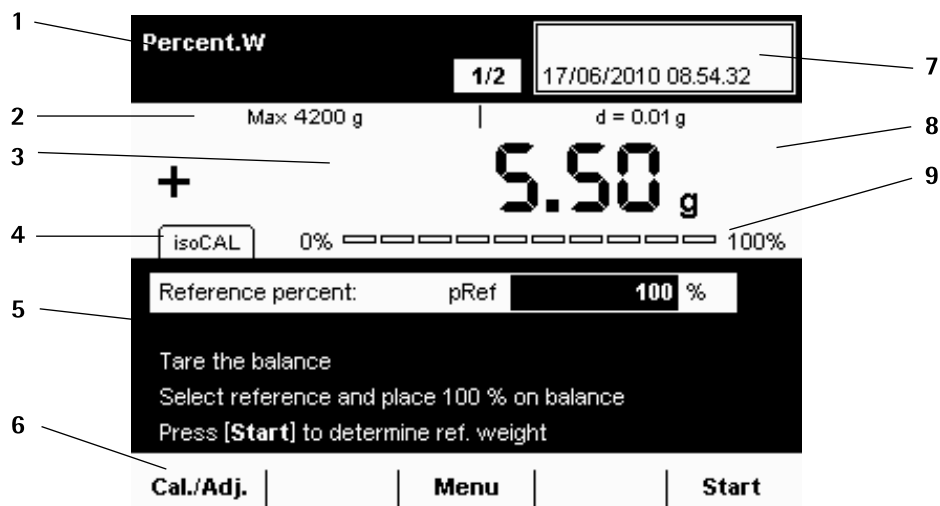 1
Percent.W
1/2
17/06/2010 08.54.32
7
2
Max 4200 g | d = 0.01 g
8
3
+ 5.50 g
9
4
isoCAL
0% 100%
Reference percent: pRef 100 %
5
Tare the balance
Select reference and place 100 % on balance
Press [Start] to determine ref. weight
6
Cal./Adj. | | Menu | | Start